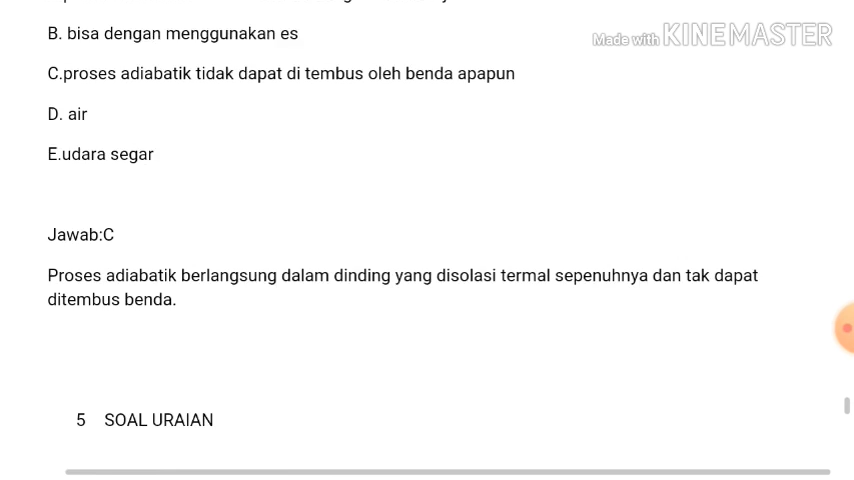 B. bisa dengan menggunakan es
Made with KINEMASTER
C.proses adiabatik tidak dapat di tembus oleh benda apapun
D. air
E.udara segar
Jawab:C
Proses adiabatik berlangsung dalam dinding yang disolasi termal sepenuhnya dan tak dapat
ditembus benda.
5 SOAL URAIAN